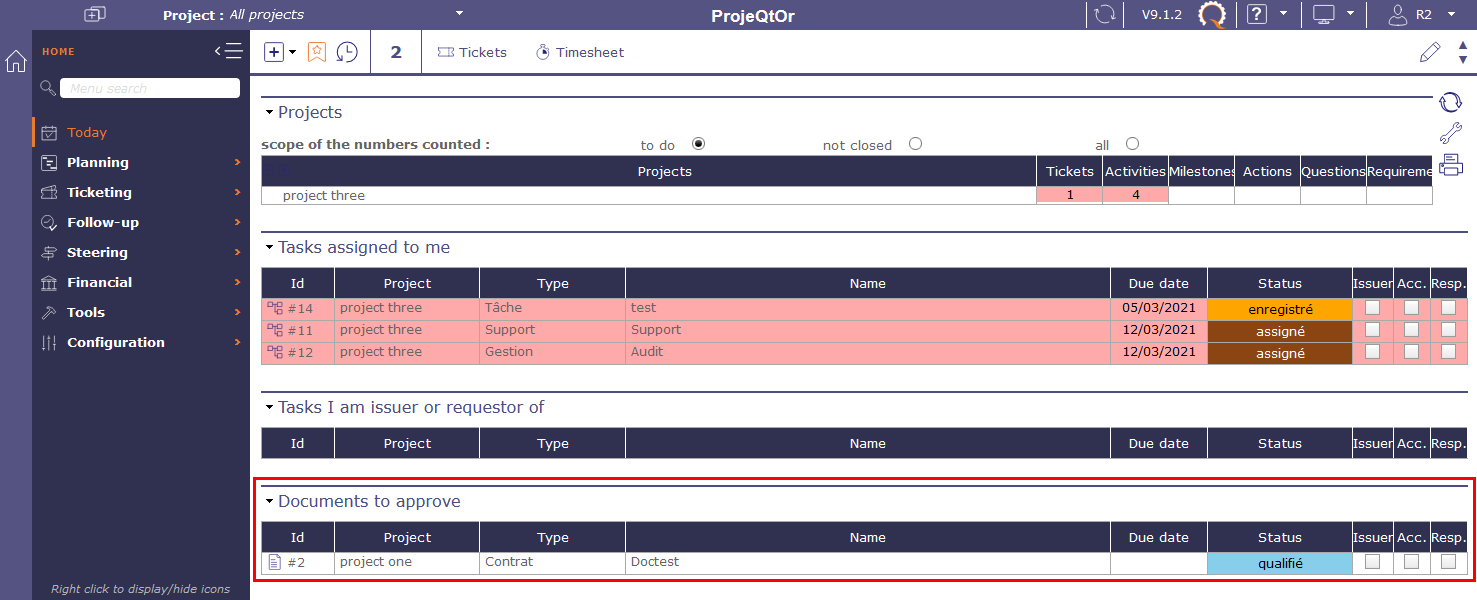 Project : All projects ProjeQtOr V9.1.2 ? R2
HOME
2 Tickets Timesheet
Menu search
Today
Planning
Ticketing
Follow-up
Steering
Financial
Tools
Configuration
Right click to display/hide icons
Projects
scope of the numbers counted : to do not closed all
Projects Tickets Activities Milestones Actions Questions Requireme
project three 1 4
Tasks assigned to me
Id Project Type Name Due date Status Issuer Acc. Resp.
#14 project three Tâche test 05/03/2021 enregistré
#11 project three Support Support 12/03/2021 assigné
#12 project three Gestion Audit 12/03/2021 assigné
Tasks I am issuer or requestor of
Id Project Type Name Due date Status Issuer Acc. Resp.
Documents to approve
Id Project Type Name Due date Status Issuer Acc. Resp.
#2 project one Contrat Doctest qualifié